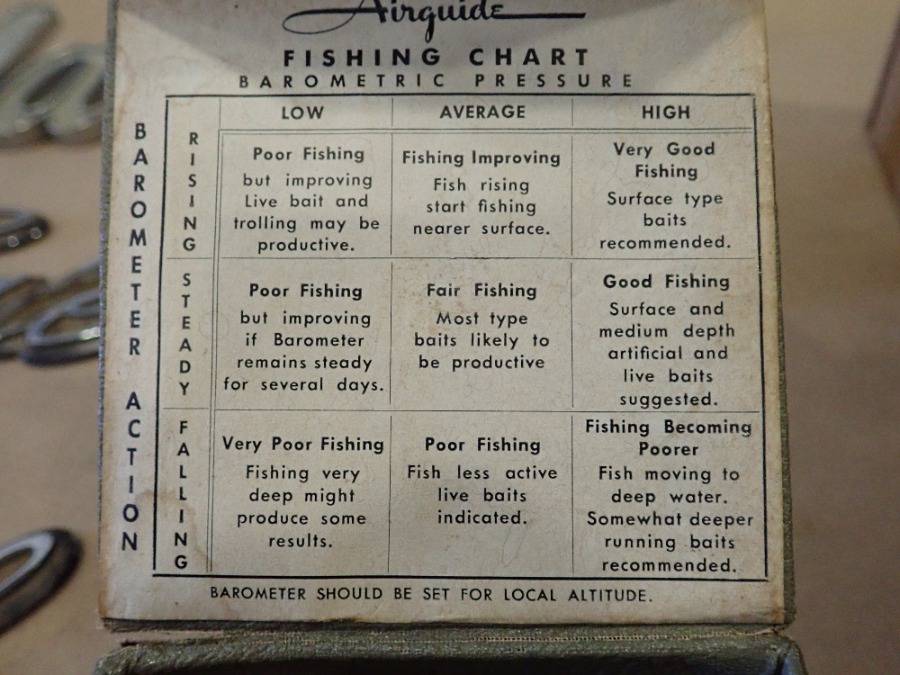 Airguide
FISHING CHART
BAROMETRIC PRESSURE
BAROMETER ACTION
LOW
AVERAGE
HIGH
RISING
Poor Fishing
but improving
Live bait and
trolling may be
productive.
Fishing Improving
Fish rising
start fishing
nearer surface.
Very Good
Fishing
Surface type
baits
recommended.
STEADY
Poor Fishing
but improving
if Barometer
remains steady
for several days.
Fair Fishing
Most type
baits likely to
be productive
Good Fishing
Surface and
medium depth
artificial and
live baits
suggested.
FALLING
Very Poor Fishing
Fishing very
deep might
produce some
results.
Poor Fishing
Fish less active
live baits
indicated.
Fishing Becoming
Poorer
Fish moving to
deep water.
Somewhat deeper
running baits
recommended.
BAROMETER SHOULD BE SET FOR LOCAL ALTITUDE.